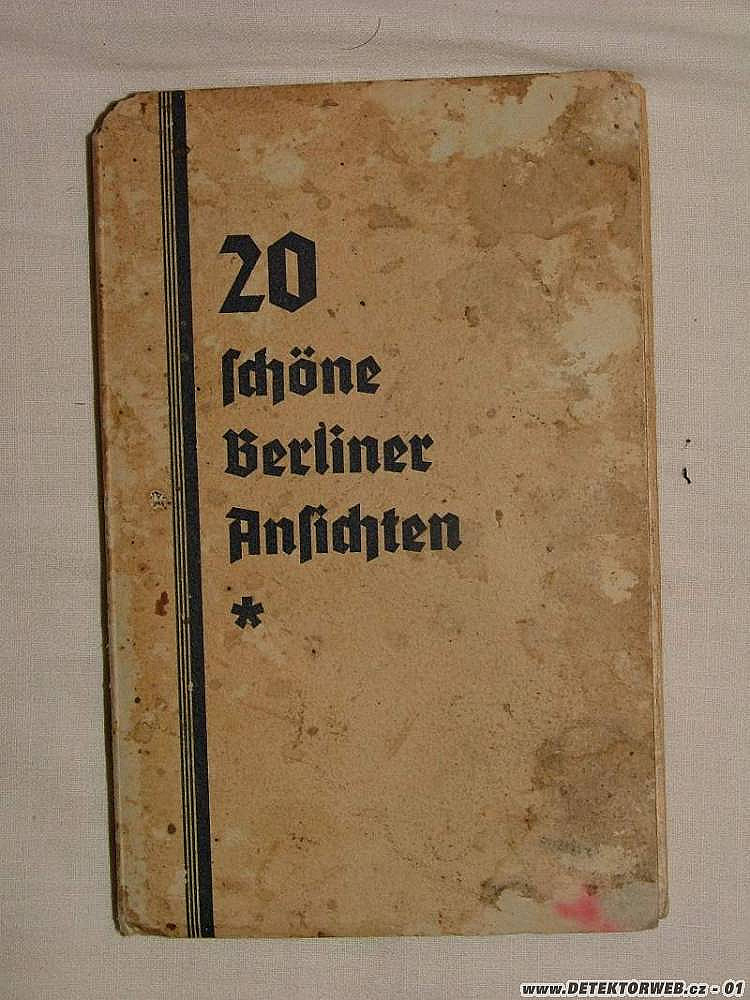 20
schöne
Berliner
Ansichten
*
www.DETEKTORWEB.cz - 01